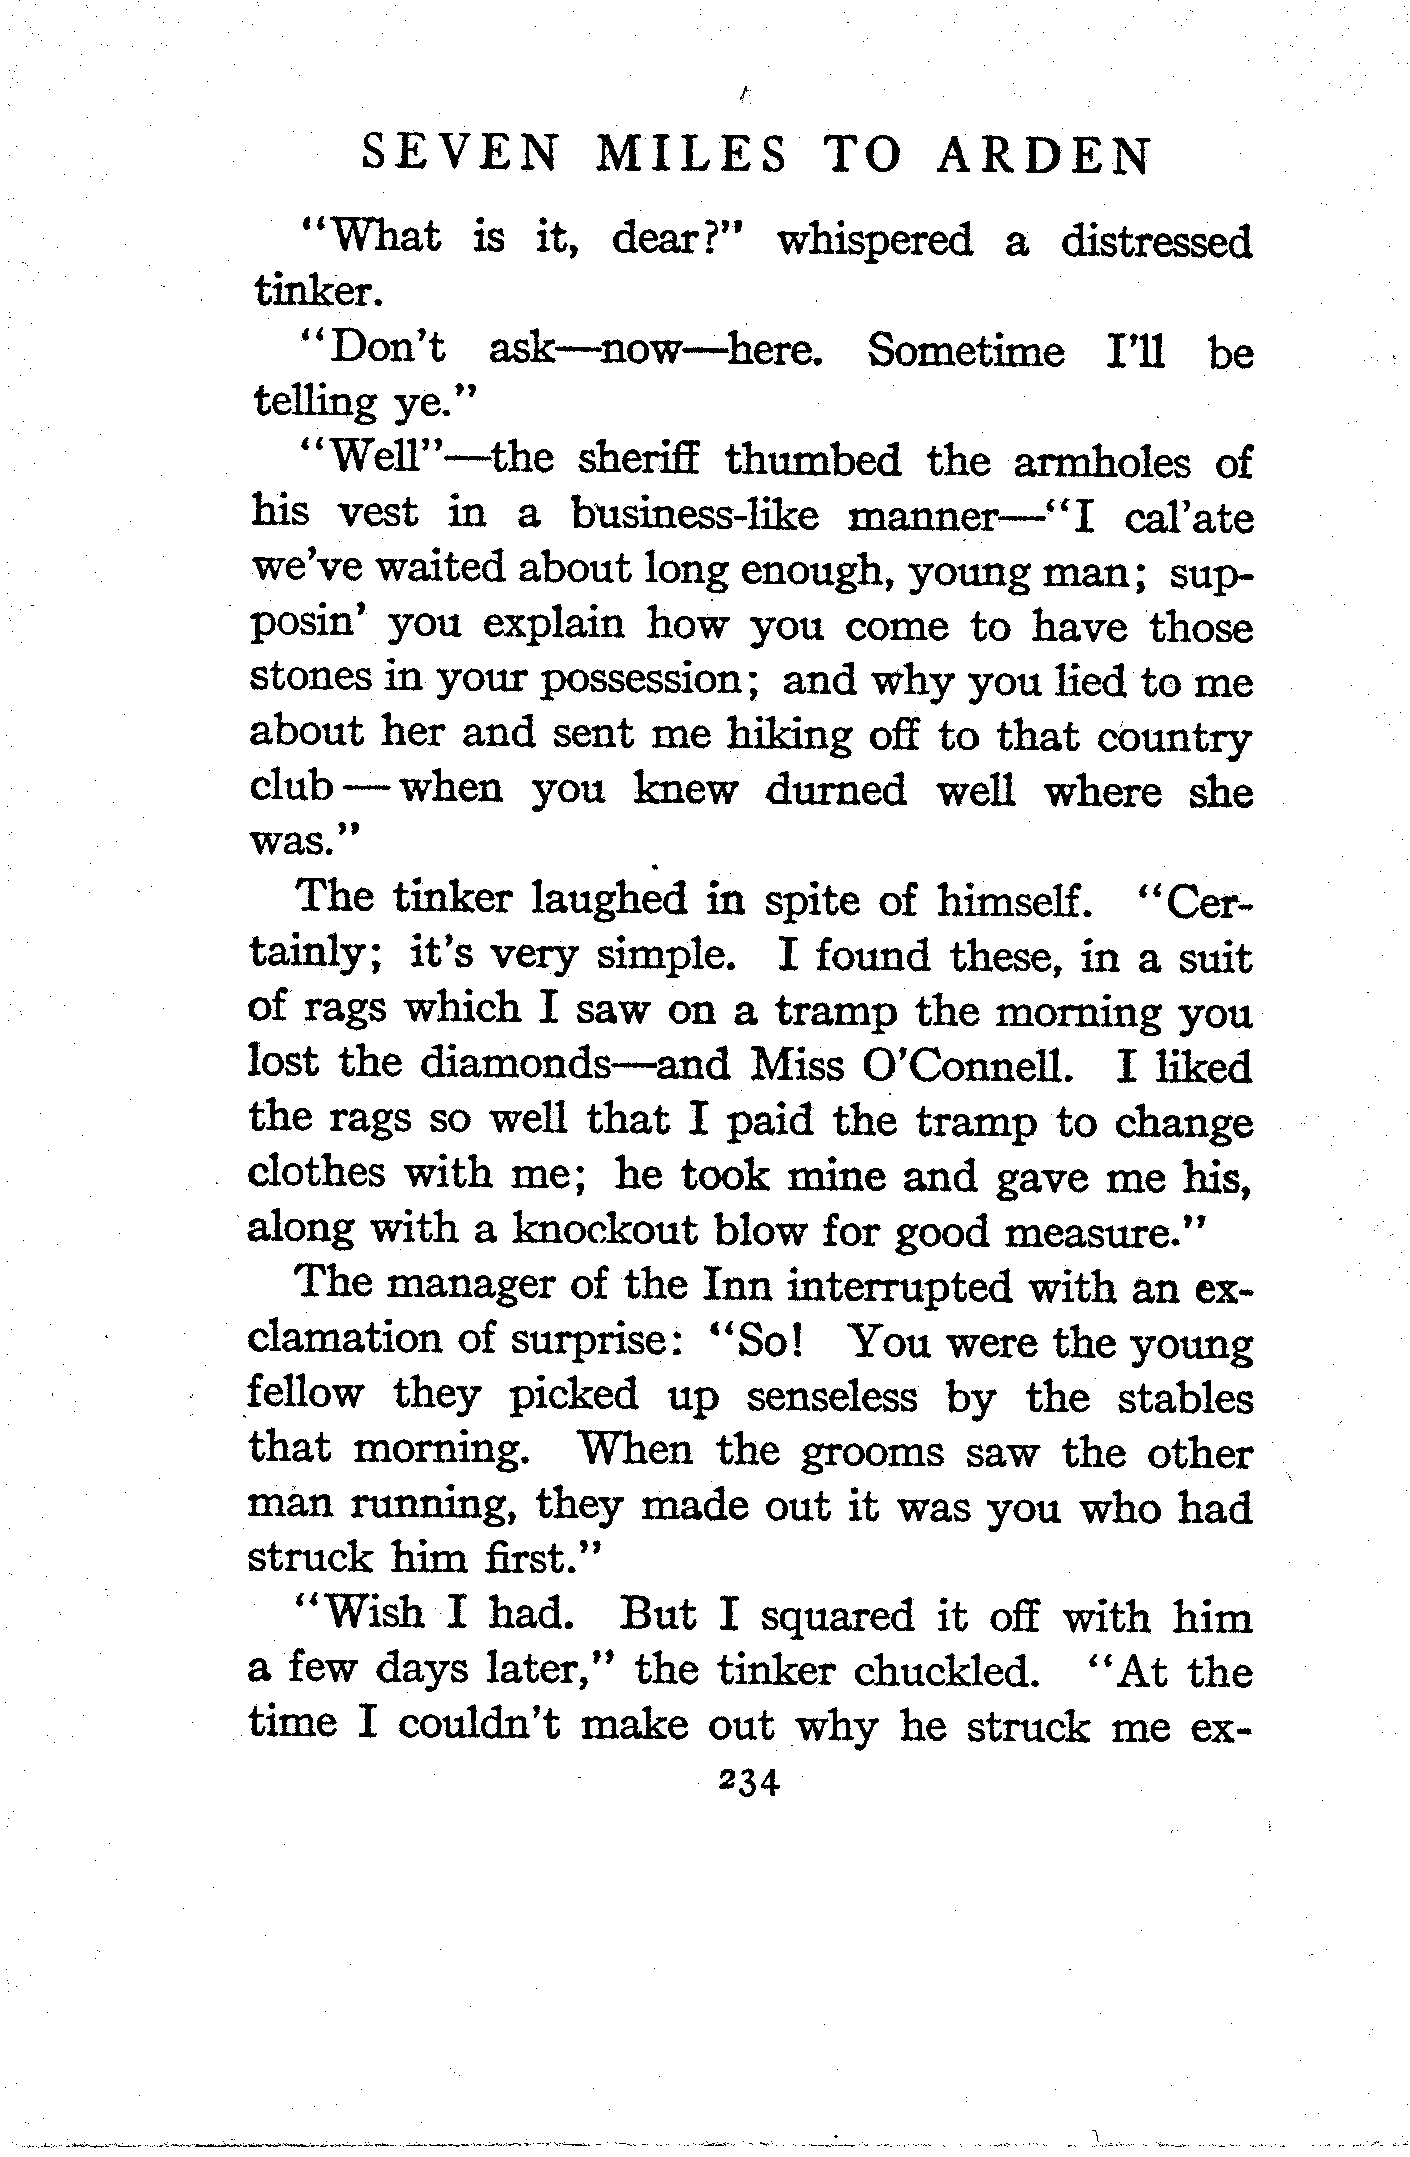 SEVEN MILES TO ARDEN
"What is it, dear?" whispered a distressed
tinker.
"Don't ask—now—here. Sometime I'll be
telling ye."
"Well"—the sheriff thumbed the armholes of
his vest in a business-like manner—"I cal'ate
we've waited about long enough, young man; sup-
posin' you explain how you come to have those
stones in your possession; and why you lied to me
about her and sent me hiking off to that country
club—when you knew durned well where she
was."
The tinker laughed in spite of himself. "Cer-
tainly; it's very simple. I found these, in a suit
of rags which I saw on a tramp the morning you
lost the diamonds—and Miss O'Connell. I liked
the rags so well that I paid the tramp to change
clothes with me; he took mine and gave me his,
along with a knockout blow for good measure."
The manager of the Inn interrupted with an ex-
clamation of surprise: "So! You were the young
fellow they picked up senseless by the stables
that morning. When the grooms saw the other
man running, they made out it was you who had
struck him first."
"Wish I had. But I squared it off with him
a few days later," the tinker chuckled. "At the
time I couldn't make out why he struck me ex-
234